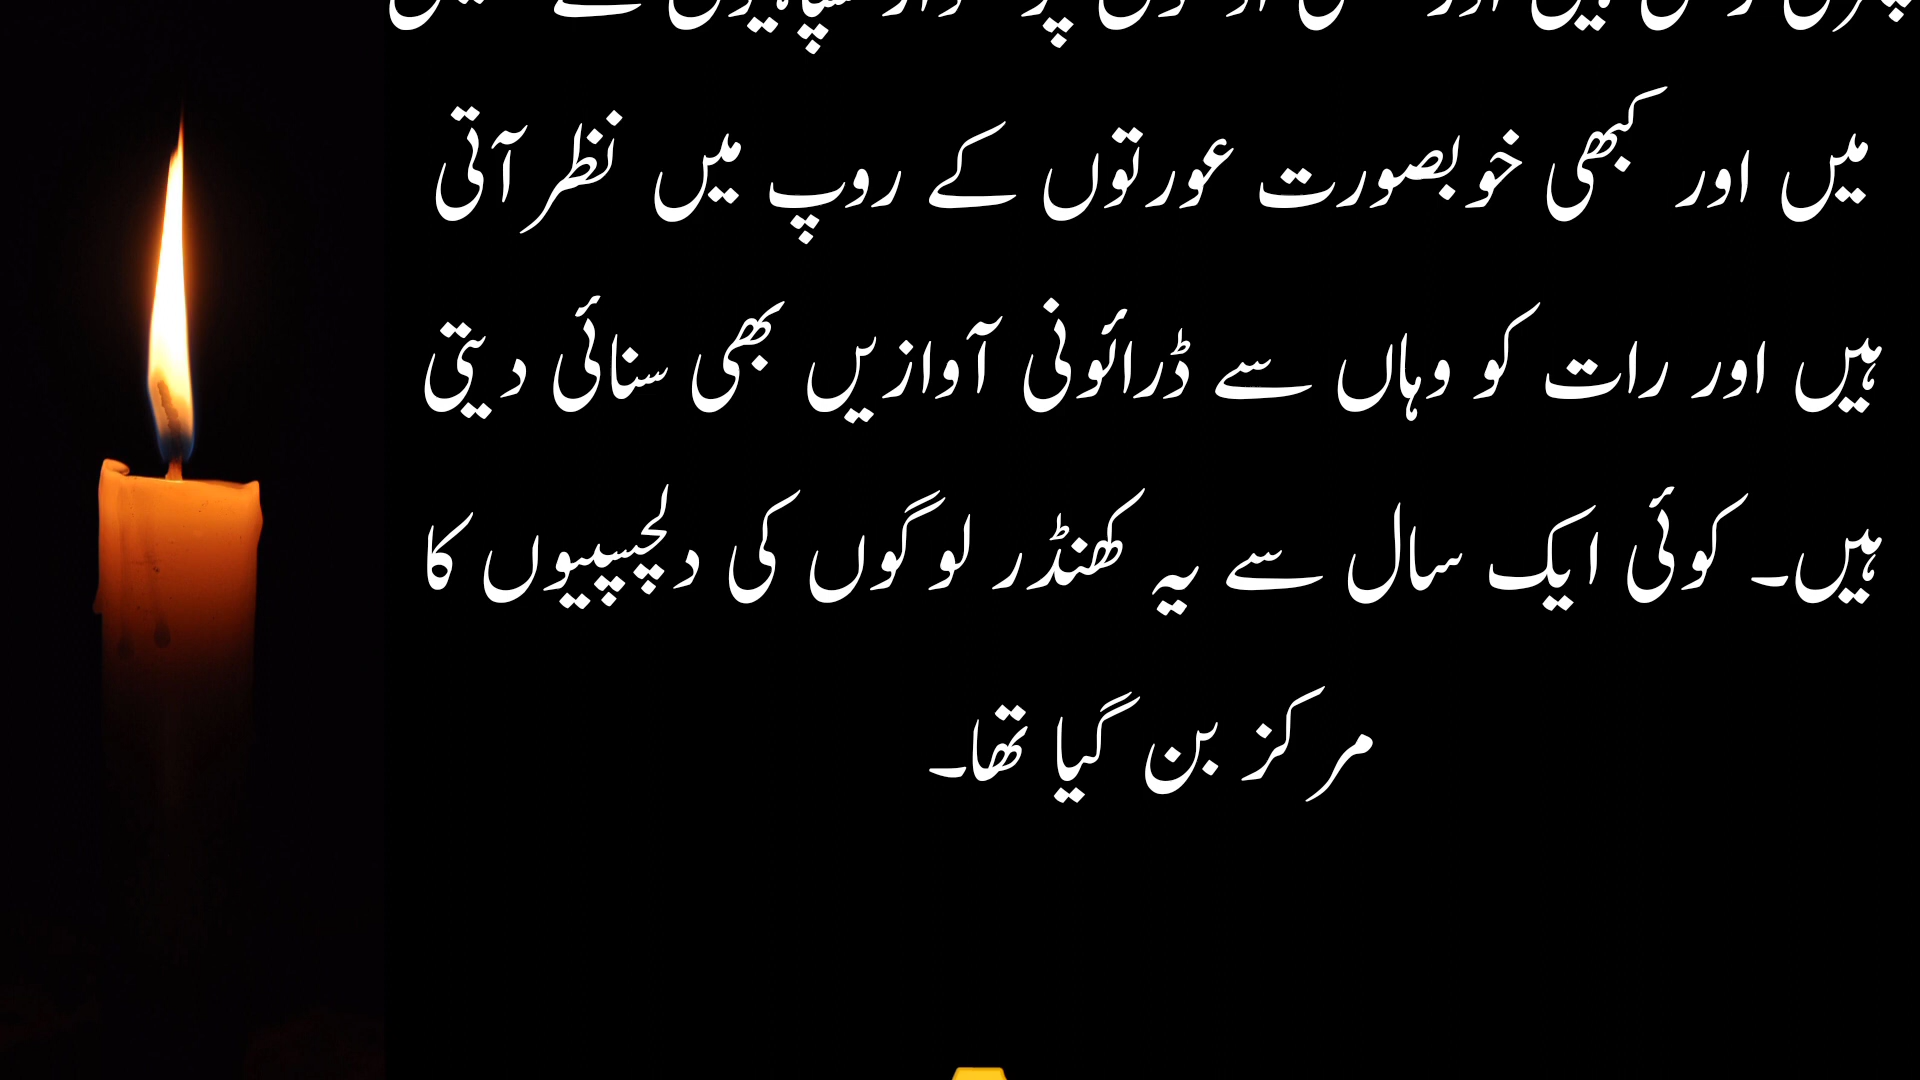 میں اور کبھی خوبصورت عورتوں کے روپ میں نظر آتی
ہیں اور رات کو وہاں سے ڈرائونی آوازیں بھی سنائی دیتی
ہیں۔ کوئی ایک سال سے یہ کھنڈر لوگوں کی دلچسپیوں کا
مرکز بن گیا تھا۔